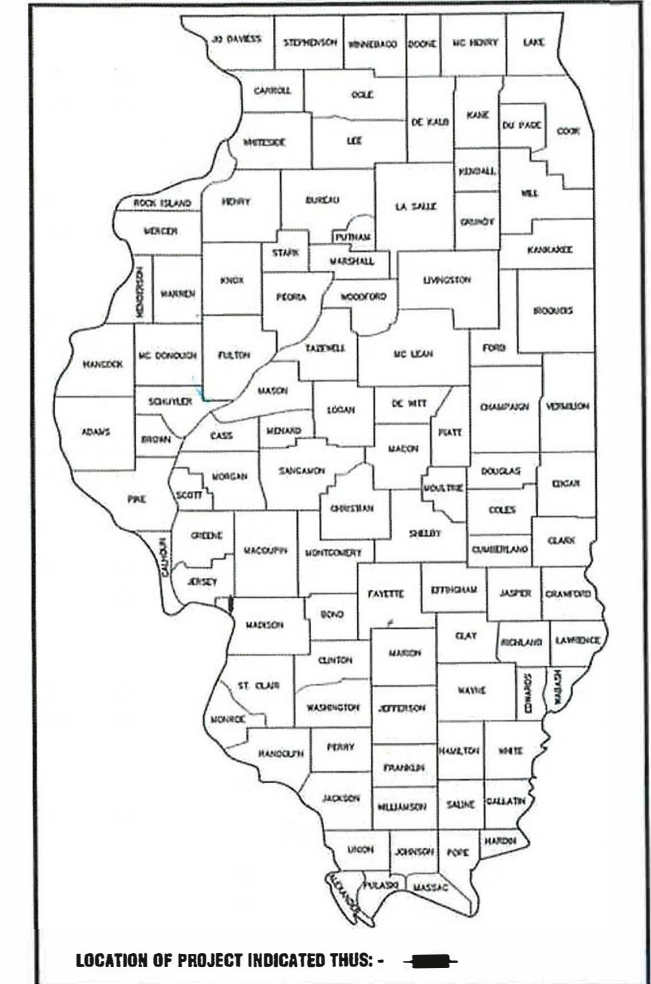 JO DAVIESS STEPHENSON WINNEBAGO BOONE MC HENRY LAKE
CARROLL OGLE DE KALB KANE DU PAGE COOK
WHITESIDE LEE
KENDALL WILL
ROCK ISLAND HENRY BUREAU LA SALLE
GRUNDY
MERCER PUTNAM
STARK MARSHALL KANKAKEE
HENDERSON WARREN KNOX PEORIA WOODFORD LIVINGSTON IROQUOIS
HANCOCK MC DONOUGH FULTON TAZEWELL MC LEAN FORD
SCHUYLER MASON LOGAN DE WITT CHAMPAIGN VERMILION
ADAMS BROWN CASS MENARD PIATT
MACON
PIKE SCOTT MORGAN SANGAMON MOULTRIE DOUGLAS EDGAR
CHRISTIAN COLES
CALHOUN GREENE MACOUPIN MONTGOMERY SHELBY CUMBERLAND CLARK
JERSEY FAYETTE EFFINGHAM JASPER CRAWFORD
MADISON BOND
CLAY RICHLAND LAWRENCE
CLINTON MARION
ST. CLAIR WAYNE EDWARDS WABASH
MONROE WASHINGTON JEFFERSON
RANDOLPH PERRY HAMILTON WHITE
FRANKLIN
JACKSON WILLIAMSON SALINE GALLATIN
UNION JOHNSON POPE HARDIN
ALEXANDER PULASKI MASSAC
LOCATION OF PROJECT INDICATED THUS: -